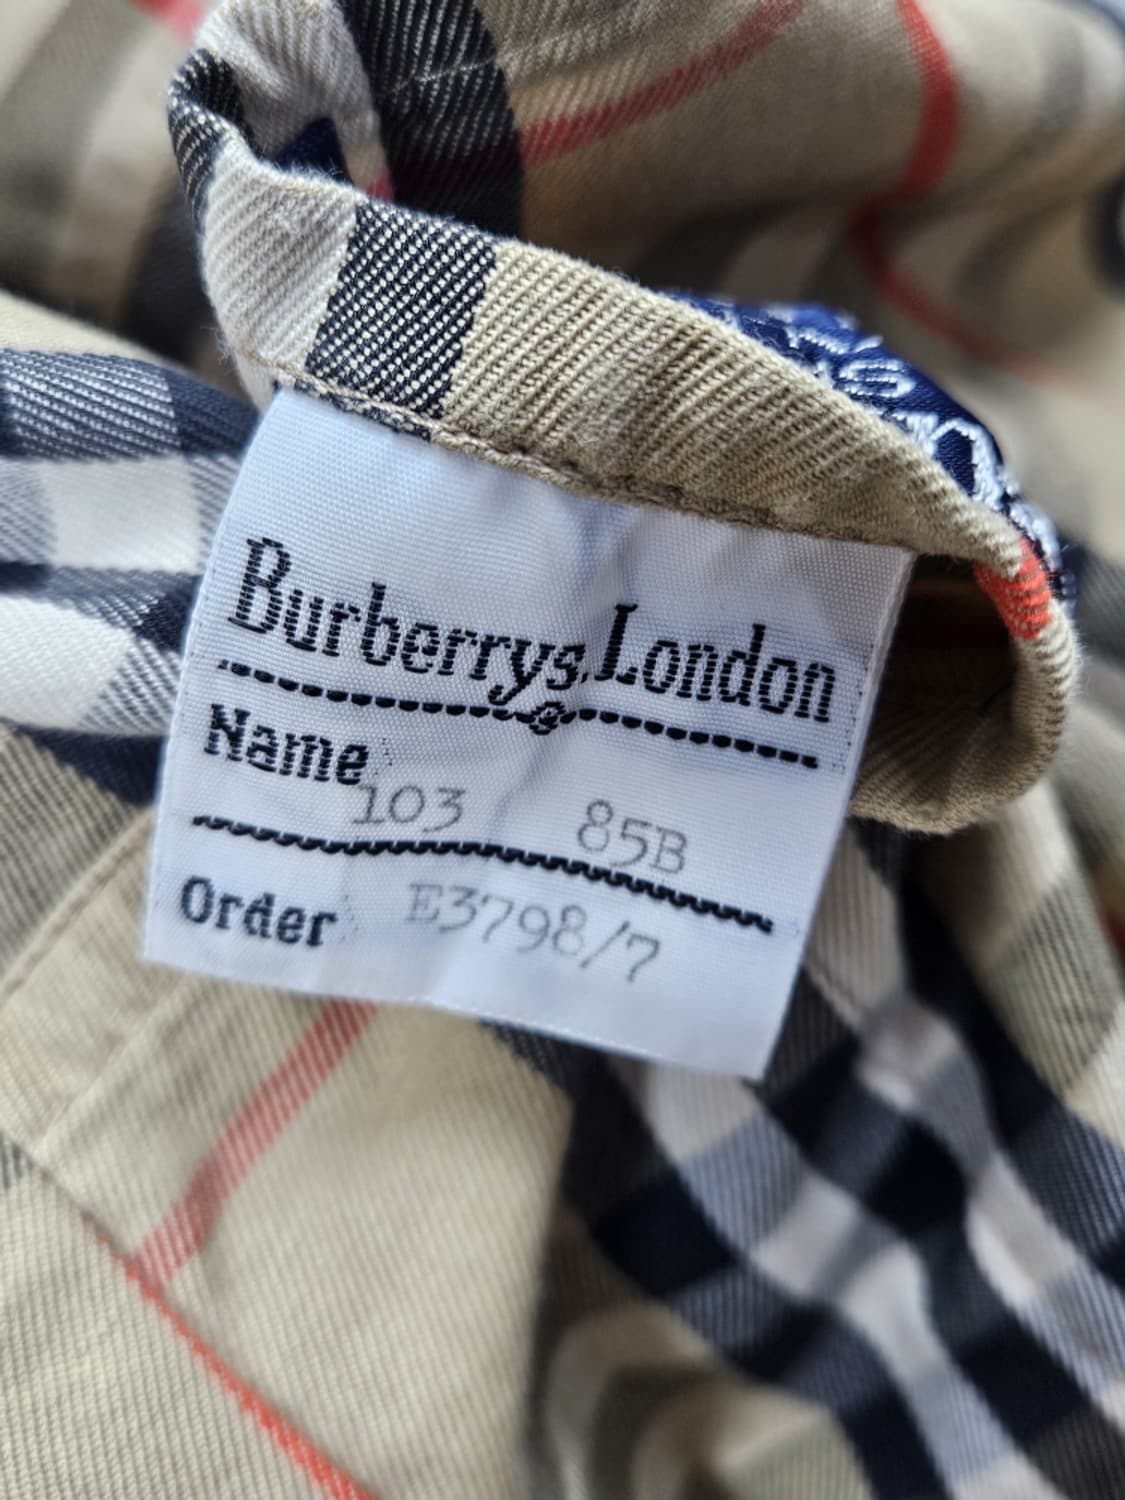 Burberrys. London
Name
103 85B
Order E3798/7